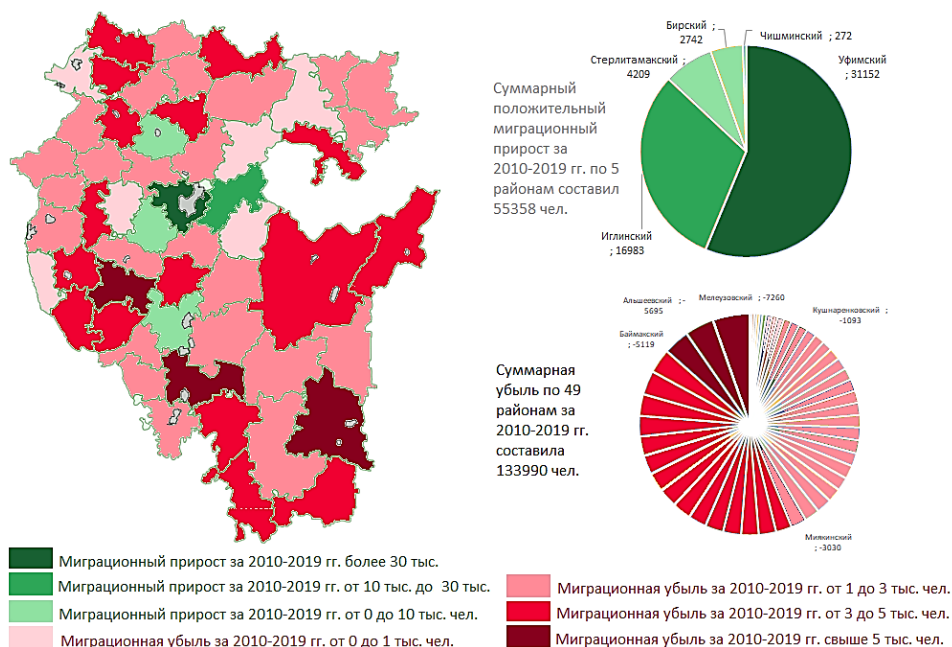 Суммарный
положительный
миграционный
прирост за
2010-2019 гг. по 5
районам составил
55358 чел.
Бирский ;
2742
Чишминский ; 272
Стерлитамакский ;
4209
Уфимский
; 31152
Иглинский
; 16983
Суммарная
убыль по 49
районам за
2010-2019 гг.
составила
133990 чел.
Альшеевский ; -
5695
Мелеузовский ; -7260
Кушнаренковский ;
-1093
Баймакский
; -5119
Миякинский
; -3030
Миграционный прирост за 2010-2019 гг. более 30 тыс.
Миграционный прирост за 2010-2019 гг. от 10 тыс. до 30 тыс.
Миграционный прирост за 2010-2019 гг. от 0 до 10 тыс. чел.
Миграционная убыль за 2010-2019 гг. от 0 до 1 тыс. чел.
Миграционная убыль за 2010-2019 гг. от 1 до 3 тыс. чел.
Миграционная убыль за 2010-2019 гг. от 3 до 5 тыс. чел.
Миграционная убыль за 2010-2019 гг. свыше 5 тыс. чел.